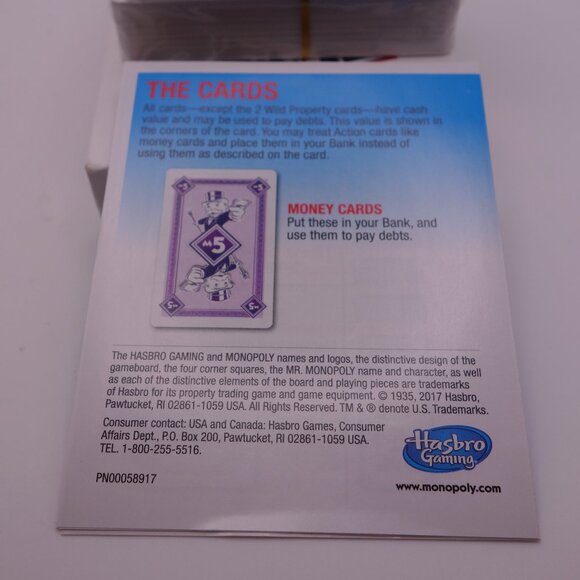 THE CARDS
All cards—except the 2 Wild Property cards—have cash
value and may be used to pay debts. This value is shown in
the corners of the card. You may treat Action cards like
money cards and place them in your Bank instead of
using them as described on the card.
MONEY CARDS
Put these in your Bank, and
use them to pay debts.
M5
The HASBRO GAMING and MONOPOLY names and logos, the distinctive design of the
gameboard, the four corner squares, the MR. MONOPOLY name and character, as well
as each of the distinctive elements of the board and playing pieces are trademarks
of Hasbro for its property trading game and game equipment. © 1935, 2017 Hasbro,
Pawtucket, RI 02861-1059 USA. All Rights Reserved. TM & ® denote U.S. Trademarks.
Consumer contact: USA and Canada: Hasbro Games, Consumer
Affairs Dept., P.O. Box 200, Pawtucket, RI 02861-1059 USA.
TEL. 1-800-255-5516.
Hasbro
Gaming
PN00058917
www.monopoly.com